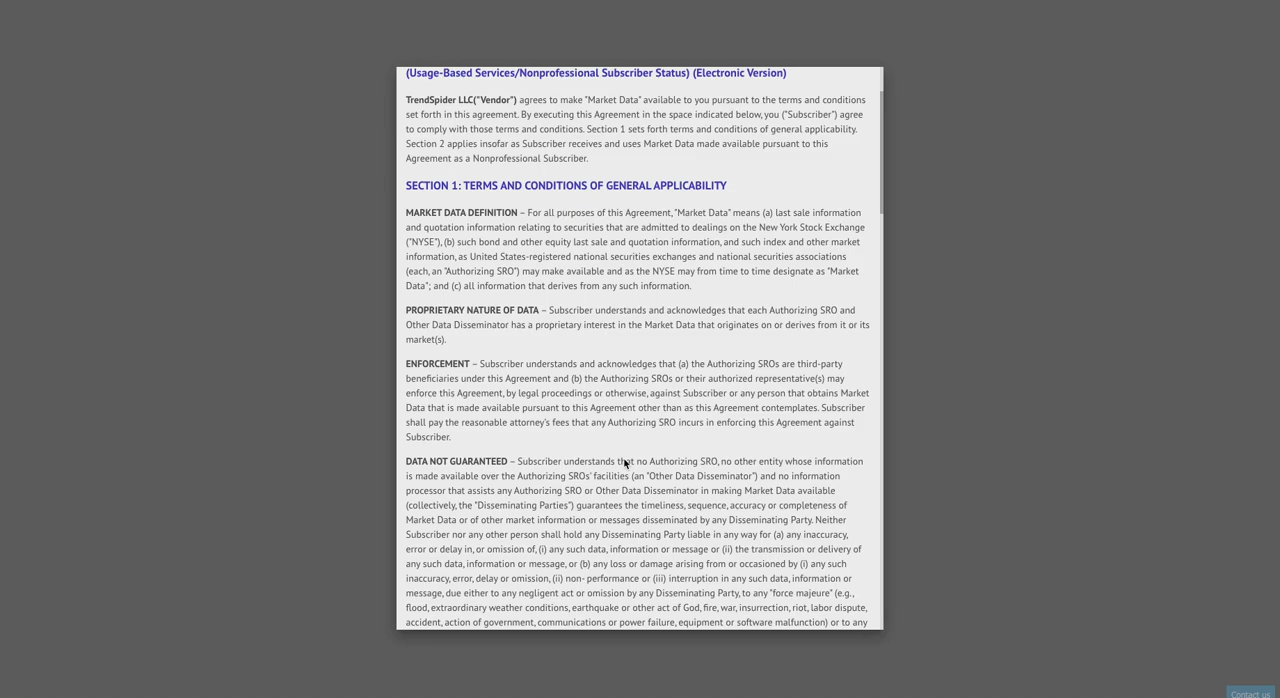 (Usage-Based Services/Nonprofessional Subscriber Status) (Electronic Version)
TrendSpider LLC("Vendor") agrees to make "Market Data" available to you pursuant to the terms and conditions
set forth in this agreement. By executing this Agreement in the space indicated below, you ("Subscriber") agree
to comply with those terms and conditions. Section 1 sets forth terms and conditions of general applicability.
Section 2 applies insofar as Subscriber receives and uses Market Data made available pursuant to this
Agreement as a Nonprofessional Subscriber.
SECTION 1: TERMS AND CONDITIONS OF GENERAL APPLICABILITY
MARKET DATA DEFINITION – For all purposes of this Agreement, "Market Data" means (a) last sale information
and quotation information relating to securities that are admitted to dealings on the New York Stock Exchange
("NYSE"), (b) such bond and other equity last sale and quotation information, and such index and other market
information, as United States-registered national securities exchanges and national securities associations
(each, an "Authorizing SRO") may make available and as the NYSE may from time to time designate as "Market
Data"; and (c) all information that derives from any such information.
PROPRIETARY NATURE OF DATA – Subscriber understands and acknowledges that each Authorizing SRO and
Other Data Disseminator has a proprietary interest in the Market Data that originates on or derives from it or its
market(s).
ENFORCEMENT – Subscriber understands and acknowledges that (a) the Authorizing SROs are third-party
beneficiaries under this Agreement and (b) the Authorizing SROs or their authorized representative(s) may
enforce this Agreement, by legal proceedings or otherwise, against Subscriber or any person that obtains Market
Data that is made available pursuant to this Agreement other than as this Agreement contemplates. Subscriber
shall pay the reasonable attorney's fees that any Authorizing SRO incurs in enforcing this Agreement against
Subscriber.
DATA NOT GUARANTEED – Subscriber understands that no Authorizing SRO, no other entity whose information
is made available over the Authorizing SROs' facilities (an "Other Data Disseminator") and no information
processor that assists any Authorizing SRO or Other Data Disseminator in making Market Data available
(collectively, the "Disseminating Parties") guarantees the timeliness, sequence, accuracy or completeness of
Market Data or of other market information or messages disseminated by any Disseminating Party. Neither
Subscriber nor any other person shall hold any Disseminating Party liable in any way for (a) any inaccuracy,
error or delay in, or omission of, (i) any such data, information or message or (ii) the transmission or delivery of
any such data, information or message, or (b) any loss or damage arising from or occasioned by (i) any such
inaccuracy, error, delay or omission, (ii) non- performance or (iii) interruption in any such data, information or
message, due either to any negligent act or omission by any Disseminating Party, to any "force majeure" (e.g.,
flood, extraordinary weather conditions, earthquake or other act of God, fire, war, insurrection, riot, labor dispute,
accident, action of government, communications or power failure, equipment or software malfunction) or to any
Contact us